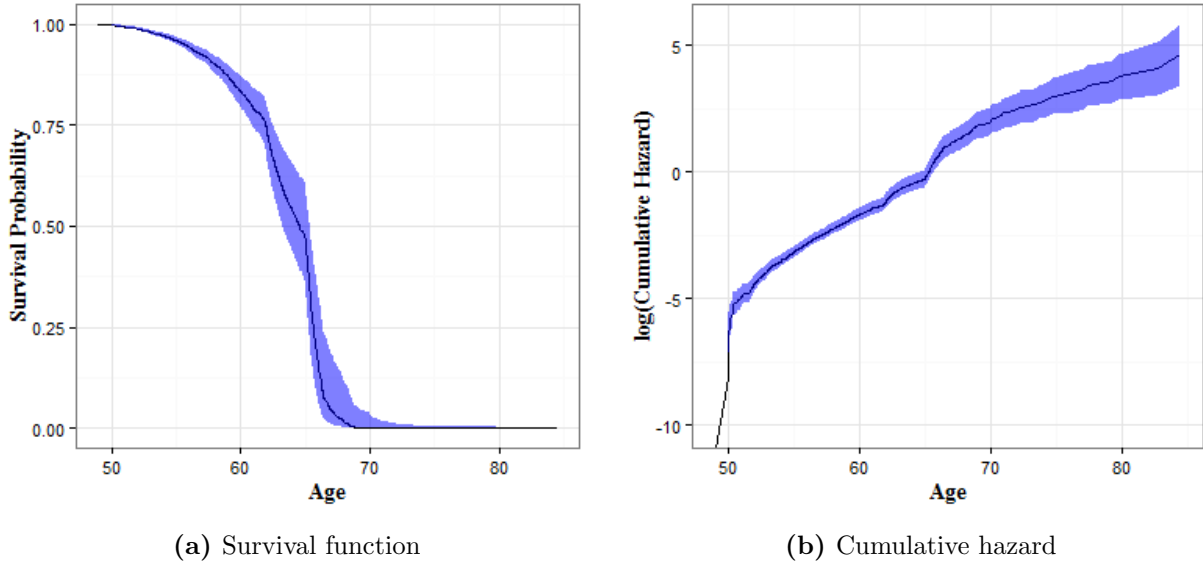 1.00
0.75
0.50
0.25
0.00
Survival Probability
50 60 70 80
Age
(a) Survival function
5
0
-5
-10
log(Cumulative Hazard)
50 60 70 80
Age
(b) Cumulative hazard